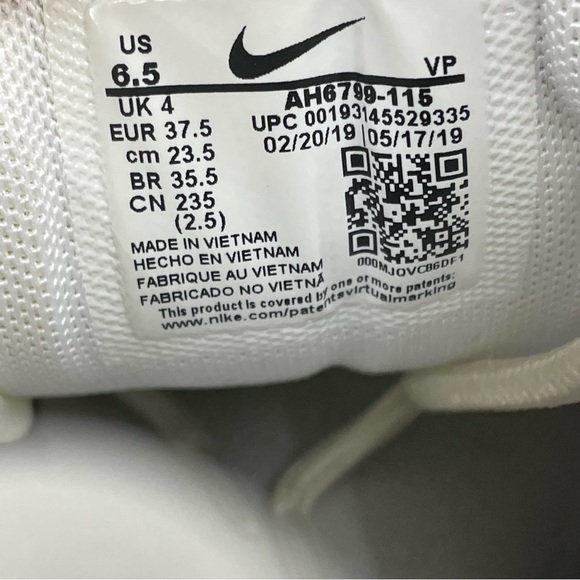 US
6.5 VP
UK 4 AH6799-115
EUR 37.5 UPC 00193145529335
cm 23.5 02/20/19 05/17/19
BR 35.5
CN 235
(2.5)
000MJOVC86DF1
MADE IN VIETNAM
HECHO EN VIETNAM
FABRIQUE AU VIETNAM
FABRICADO NO VIETNÃ
This product is covered by one or more patents:
www.nike.com/patentsvirtualmarking